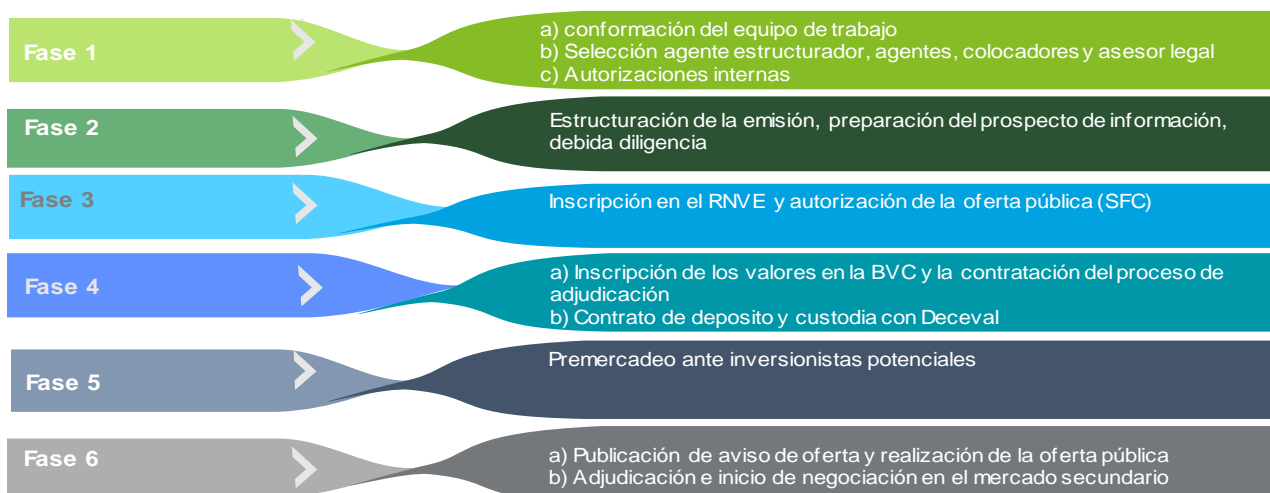 Fase 1
a) conformación del equipo de trabajo
b) Selección agente estructurador, agentes, colocadores y asesor legal
c) Autorizaciones internas
Fase 2
Estructuración de la emisión, preparación del prospecto de información,
debida diligencia
Fase 3
Inscripción en el RNVE y autorización de la oferta pública (SFC)
Fase 4
a) Inscripción de los valores en la BVC y la contratación del proceso de
adjudicación
b) Contrato de deposito y custodia con Deceval
Fase 5
Premercadeo ante inversionistas potenciales
Fase 6
a) Publicación de aviso de oferta y realización de la oferta pública
b) Adjudicación e inicio de negociación en el mercado secundario